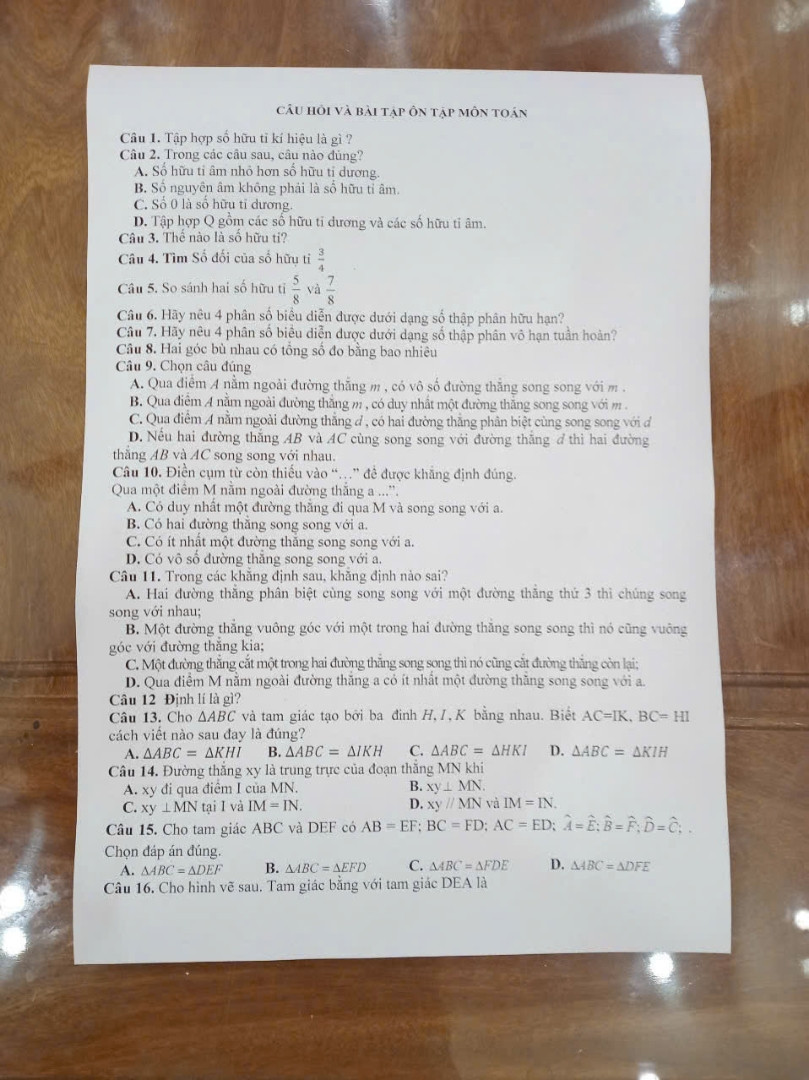 CÂU HỎI VÀ BÀI TẬP ÔN TẬP MÔN TOÁN
Câu 1. Tập hợp số hữu tỉ kí hiệu là gì ?
Câu 2. Trong các câu sau, câu nào đúng?
A. Số hữu tỉ âm nhỏ hơn số hữu tỉ dương.
B. Số nguyên âm không phải là số hữu tỉ âm.
C. Số 0 là số hữu tỉ dương.
D. Tập hợp Q gồm các số hữu tỉ dương và các số hữu tỉ âm.
Câu 3. Thế nào là số hữu tỉ?
Câu 4. Tìm Số đối của số hữu tỉ 3/4
Câu 5. So sánh hai số hữu tỉ 5/8 và 7/8
Câu 6. Hãy nêu 4 phân số biểu diễn được dưới dạng số thập phân hữu hạn?
Câu 7. Hãy nêu 4 phân số biểu diễn được dưới dạng số thập phân vô hạn tuần hoàn?
Câu 8. Hai góc bù nhau có tổng số đo bằng bao nhiêu
Câu 9. Chọn câu đúng
A. Qua điểm A nằm ngoài đường thẳng m , có vô số đường thẳng song song với m .
B. Qua điểm A nằm ngoài đường thẳng m , có duy nhất một đường thẳng song song với m .
C. Qua điểm A nằm ngoài đường thẳng d , có hai đường thẳng phân biệt cùng song song với d
D. Nếu hai đường thẳng AB và AC cùng song song với đường thẳng d thì hai đường
thẳng AB và AC song song với nhau.
Câu 10. Điền cụm từ còn thiếu vào “…” để được khẳng định đúng.
Qua một điểm M nằm ngoài đường thẳng a ...”.
A. Có duy nhất một đường thẳng đi qua M và song song với a.
B. Có hai đường thẳng song song với a.
C. Có ít nhất một đường thẳng song song với a.
D. Có vô số đường thẳng song song với a.
Câu 11. Trong các khẳng định sau, khẳng định nào sai?
A. Hai đường thẳng phân biệt cùng song song với một đường thẳng thứ 3 thì chúng song
song với nhau;
B. Một đường thẳng vuông góc với một trong hai đường thẳng song song thì nó cũng vuông
góc với đường thẳng kia;
C. Một đường thẳng cắt một trong hai đường thẳng song song thì nó cũng cắt đường thẳng còn lại;
D. Qua điểm M nằm ngoài đường thẳng a có ít nhất một đường thẳng song song với a.
Câu 12 Định lí là gì?
Câu 13. Cho ΔABC và tam giác tạo bởi ba đỉnh H, I, K bằng nhau. Biết AC=IK, BC= HI
cách viết nào sau đay là đúng?
A. ΔABC = ΔKHI B. ΔABC = ΔIKH C. ΔABC = ΔHKI D. ΔABC = ΔKIH
Câu 14. Đường thẳng xy là trung trực của đoạn thẳng MN khi
A. xy đi qua điểm I của MN. B. xy ⊥ MN.
C. xy ⊥ MN tại I và IM = IN. D. xy // MN và IM = IN.
Câu 15. Cho tam giác ABC và DEF có AB = EF; BC = FD; AC = ED; Â = Ê; B̂ = F̂; D̂ = Ĉ; .
Chọn đáp án đúng.
A. ΔABC = ΔDEF B. ΔABC = ΔEFD C. ΔABC = ΔFDE D. ΔABC = ΔDFE
Câu 16. Cho hình vẽ sau. Tam giác bằng với tam giác DEA là